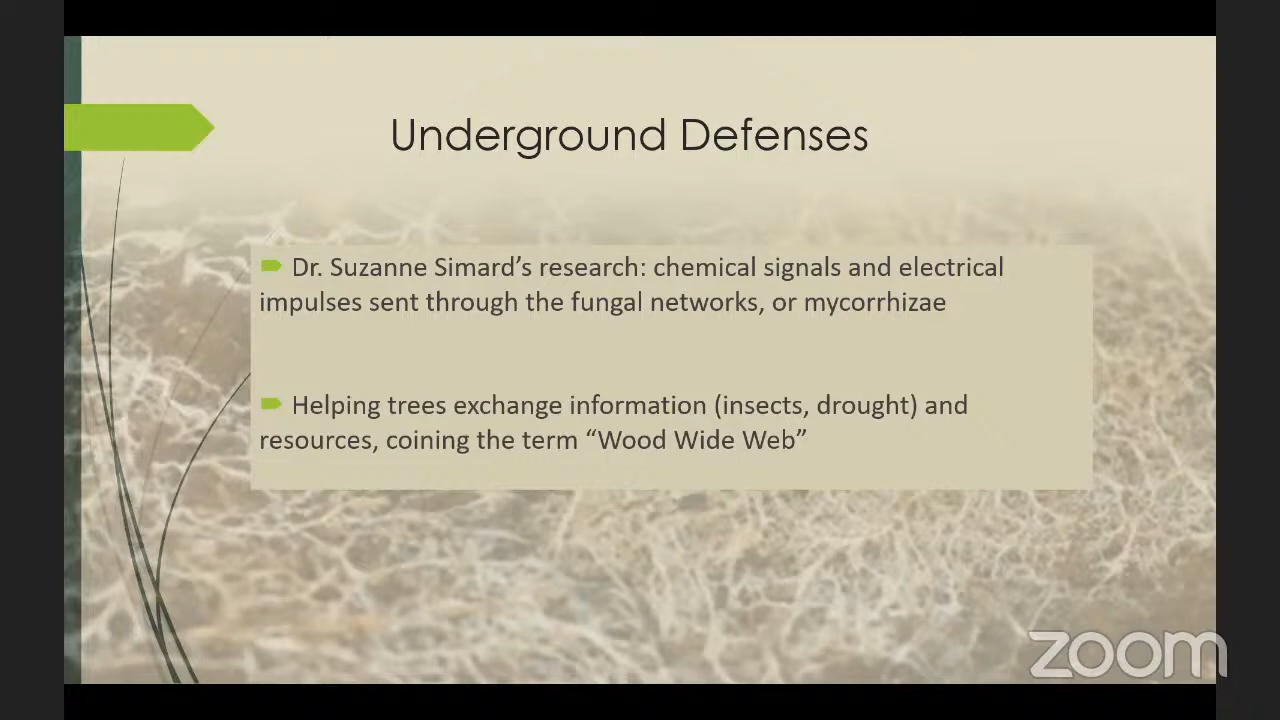 Underground Defenses
Dr. Suzanne Simard’s research: chemical signals and electrical
impulses sent through the fungal networks, or mycorrhizae
Helping trees exchange information (insects, drought) and
resources, coining the term “Wood Wide Web”
zoom